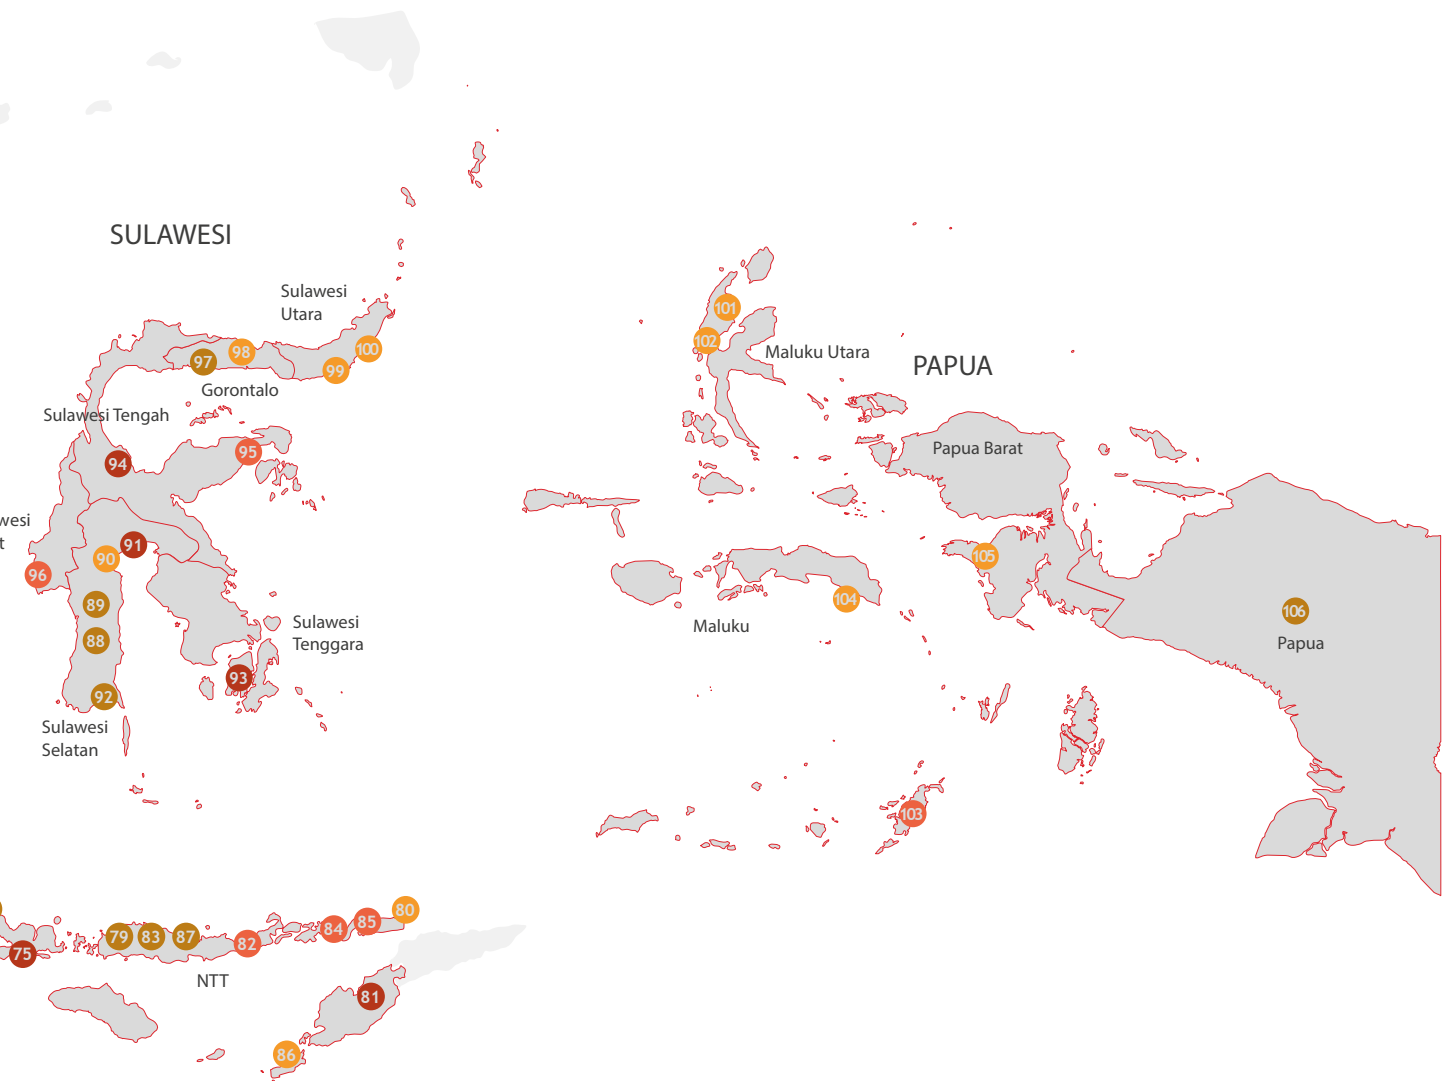 SULAWESI
Sulawesi
Utara
101
102
100
98
97
99
Maluku Utara
PAPUA
Gorontalo
Sulawesi Tengah
95
Papua Barat
94
wesi
t
91
90
105
96
89
104
106
Sulawesi
Tenggara
Maluku
Papua
88
93
92
Sulawesi
Selatan
103
80
85
84
79
83
87
82
75
NTT
81
86